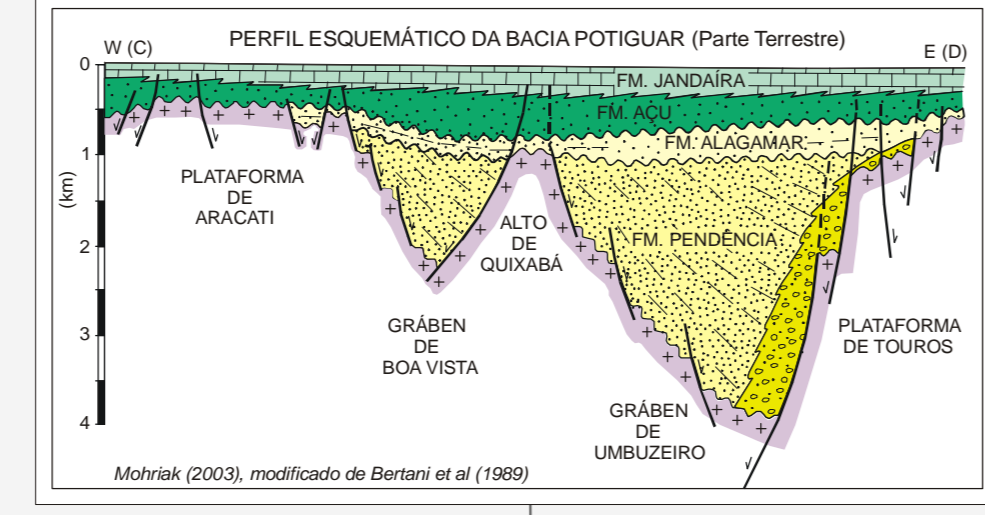 PERFIL ESQUEMÁTICO DA BACIA POTIGUAR (Parte Terrestre)
W (C)
E (D)
0
1
2
3
4
(km)
FM. JANDAÍRA
FM. AÇU
FM. ALAGAMAR
PLATAFORMA
DE
ARACATI
ALTO
DE
QUIXABÁ
FM. PENDÊNCIA
GRÁBEN
DE
BOA VISTA
PLATAFORMA
DE TOUROS
GRÁBEN
DE
UMBUZEIRO
Mohriak (2003), modificado de Bertani et al (1989)